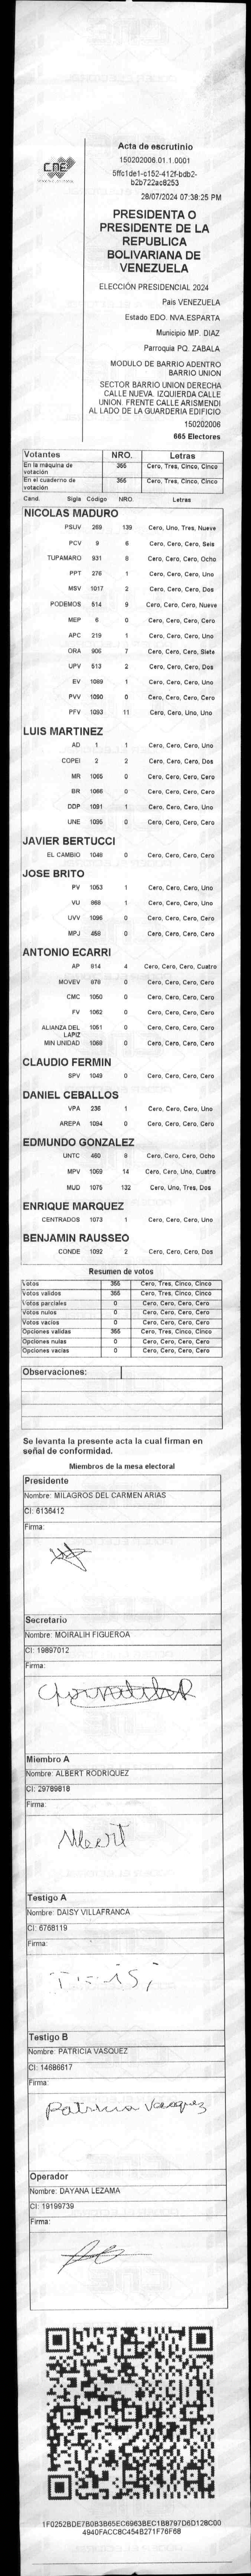 CNE
Acta de escrutinio
150202006.01.1.0001
5ffc1de1-c152-412f-bdb2-
b2b722ac8253
28/07/2024 07:38:25 PM
PRESIDENTA O
PRESIDENTE DE LA
REPUBLICA
BOLIVARIANA DE
VENEZUELA
ELECCIÓN PRESIDENCIAL 2024
País VENEZUELA
Estado EDO. NVA.ESPARTA
Municipio MP. DIAZ
Parroquia PQ. ZABALA
MODULO DE BARRIO ADENTRO
BARRIO UNION
SECTOR BARRIO UNION DERECHA
CALLE NUEVA. IZQUIERDA CALLE
UNION. FRENTE CALLE ARISMENDI
AL LADO DE LA GUARDERIA EDIFICIO
150202006
665 Electores
Votantes NRO. Letras
En la máquina de votación 365 Cero, Tres, Cinco, Cinco
En el cuaderno de votación 365 Cero, Tres, Cinco, Cinco
Cand. Sigla Código NRO. Letras
NICOLAS MADURO
PSUV 269 139 Cero, Uno, Tres, Nueve
PCV 9 6 Cero, Cero, Cero, Seis
TUPAMARO 931 8 Cero, Cero, Cero, Ocho
PPT 276 1 Cero, Cero, Cero, Uno
MSV 1017 2 Cero, Cero, Cero, Dos
PODEMOS 514 9 Cero, Cero, Cero, Nueve
MEP 6 0 Cero, Cero, Cero, Cero
APC 219 1 Cero, Cero, Cero, Uno
ORA 906 7 Cero, Cero, Cero, Siete
UPV 513 2 Cero, Cero, Cero, Dos
EV 1089 1 Cero, Cero, Cero, Uno
PVV 1090 0 Cero, Cero, Cero, Cero
PFV 1093 11 Cero, Cero, Uno, Uno
LUIS MARTINEZ
AD 1 1 Cero, Cero, Cero, Uno
COPEI 2 2 Cero, Cero, Cero, Dos
MR 1065 0 Cero, Cero, Cero, Cero
BR 1086 0 Cero, Cero, Cero, Cero
DDP 1091 1 Cero, Cero, Cero, Uno
UNE 1095 0 Cero, Cero, Cero, Cero
JAVIER BERTUCCI
EL CAMBIO 1048 0 Cero, Cero, Cero, Cero
JOSE BRITO
PV 1053 1 Cero, Cero, Cero, Uno
VU 868 1 Cero, Cero, Cero, Uno
UVV 1096 0 Cero, Cero, Cero, Cero
MPJ 458 0 Cero, Cero, Cero, Cero
ANTONIO ECARRI
AP 814 4 Cero, Cero, Cero, Cuatro
MOVEV 978 0 Cero, Cero, Cero, Cero
CMC 1050 0 Cero, Cero, Cero, Cero
FV 1062 0 Cero, Cero, Cero, Cero
ALIANZA DEL LAPIZ 1051 0 Cero, Cero, Cero, Cero
MIN UNIDAD 1069 0 Cero, Cero, Cero, Cero
CLAUDIO FERMIN
SPV 1049 0 Cero, Cero, Cero, Cero
DANIEL CEBALLOS
VPA 236 1 Cero, Cero, Cero, Uno
AREPA 1094 0 Cero, Cero, Cero, Cero
EDMUNDO GONZALEZ
UNTC 460 8 Cero, Cero, Cero, Ocho
MPV 1069 14 Cero, Cero, Uno, Cuatro
MUD 1075 132 Cero, Uno, Tres, Dos
ENRIQUE MARQUEZ
CENTRADOS 1073 1 Cero, Cero, Cero, Uno
BENJAMIN RAUSSEO
CONDE 1092 2 Cero, Cero, Cero, Dos
Resumen de votos
Votos 355 Cero, Tres, Cinco, Cinco
Votos validos 355 Cero, Tres, Cinco, Cinco
Votos parciales 0 Cero, Cero, Cero, Cero
Votos nulos 0 Cero, Cero, Cero, Cero
Votos vacios 0 Cero, Cero, Cero, Cero
Opciones validas 355 Cero, Tres, Cinco, Cinco
Opciones nulas 0 Cero, Cero, Cero, Cero
Opciones vacias 0 Cero, Cero, Cero, Cero
Observaciones:
Se levanta la presente acta la cual firman en
señal de conformidad.
Miembros de la mesa electoral
Presidente
Nombre: MILAGROS DEL CARMEN ARIAS
CI: 6136412
Firma:
Secretario
Nombre: MOIRALIH FIGUEROA
CI: 19897012
Firma:
Miembro A
Nombre: ALBERT RODRIQUEZ
CI: 29789818
Firma:
Albert
Testigo A
Nombre: DAISY VILLAFRANCA
CI: 6768119
Firma:
Testigo B
Nombre: PATRICIA VASQUEZ
CI: 14686617
Firma:
Patricia Vasquez
Operador
Nombre: DAYANA LEZAMA
CI: 19199739
Firma:
1F0252BDE7B0B3B65EC6963BEC1B8797D6D128C00
4940FACC8C454B271F76F68